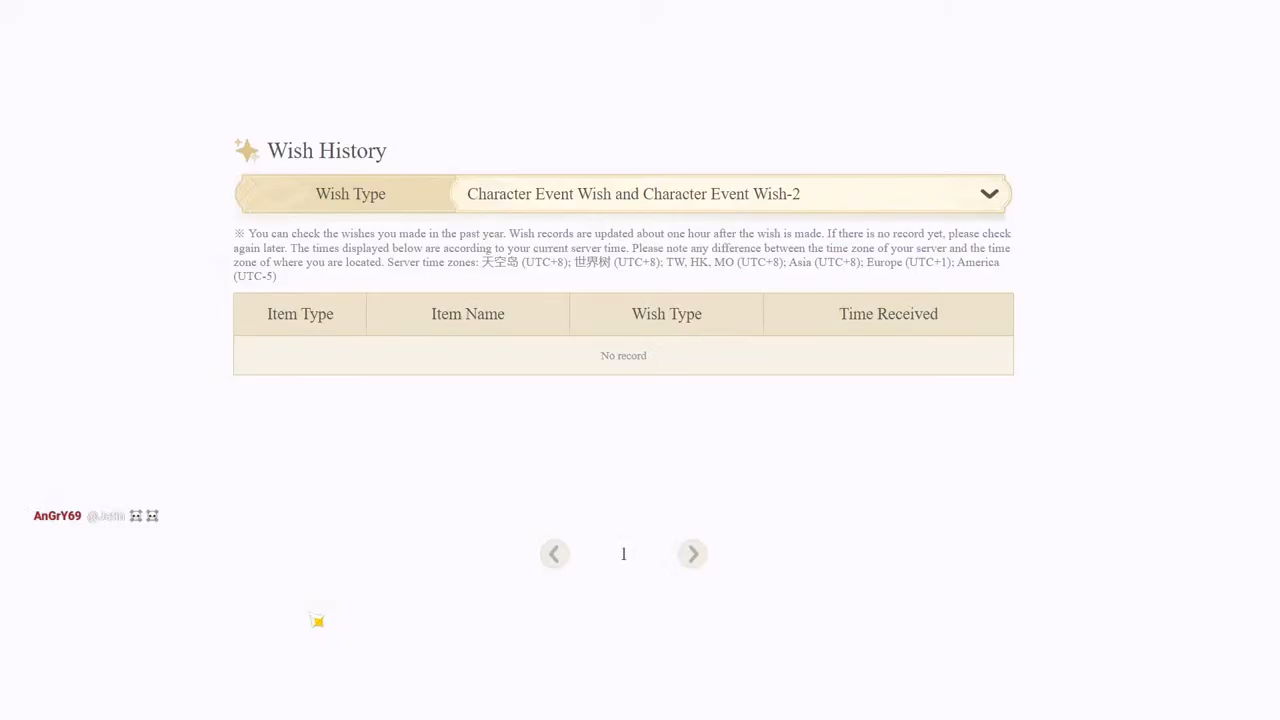 Wish History
Wish Type
Character Event Wish and Character Event Wish-2
※ You can check the wishes you made in the past year. Wish records are updated about one hour after the wish is made. If there is no record yet, please check
again later. The times displayed below are according to your current server time. Please note any difference between the time zone of your server and the time
zone of where you are located. Server time zones: 天空岛 (UTC+8); 世界树 (UTC+8); TW, HK, MO (UTC+8); Asia (UTC+8); Europe (UTC+1); America
(UTC-5)
Item Type Item Name Wish Type Time Received
No record
AnGrY69
1